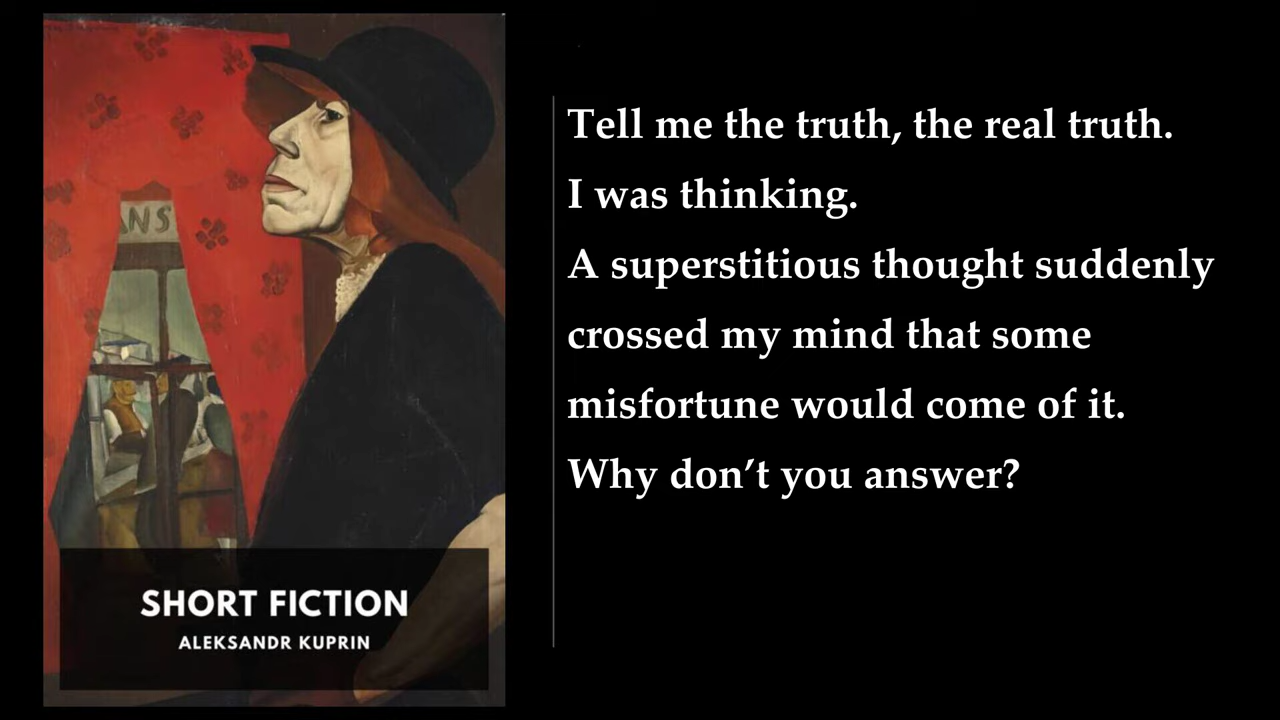 ANS
SHORT FICTION
ALEKSANDR KUPRIN
Tell me the truth, the real truth.
I was thinking.
A superstitious thought suddenly
crossed my mind that some
misfortune would come of it.
Why don’t you answer?